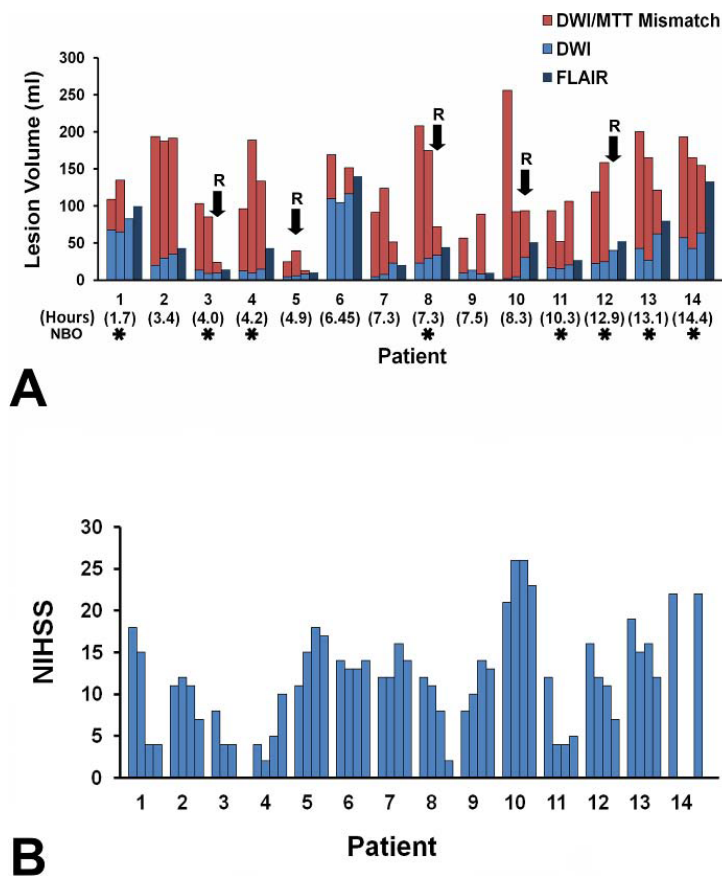 DWI/MTT Mismatch
DWI
FLAIR
Lesion Volume (ml)
300
250
200
150
100
50
0
R
R
R
R
R
1 2 3 4 5 6 7 8 9 10 11 12 13 14
(Hours) (1.7) (3.4) (4.0) (4.2) (4.9) (6.45) (7.3) (7.3) (7.5) (8.3) (10.3) (12.9) (13.1) (14.4)
NBO * * * * * * * *
Patient
A
NIHSS
30
25
20
15
10
5
0
1 2 3 4 5 6 7 8 9 10 11 12 13 14
Patient
B